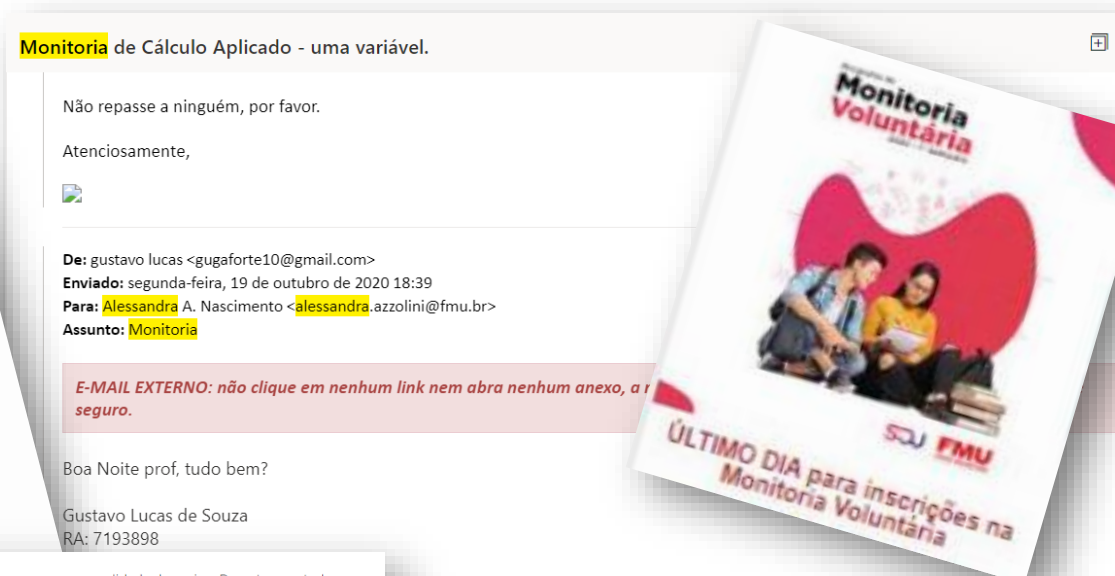 Monitoria de Cálculo Aplicado - uma variável.
Não repasse a ninguém, por favor.
Atenciosamente,
De: gustavo lucas <gugaforte10@gmail.com>
Enviado: segunda-feira, 19 de outubro de 2020 18:39
Para: Alessandra A. Nascimento <alessandra.azzolini@fmu.br>
Assunto: Monitoria
E-MAIL EXTERNO: não clique em nenhum link nem abra nenhum anexo, a
seguro.
Boa Noite prof, tudo bem?
Gustavo Lucas de Souza
RA: 7193898
Monitoria
Voluntária
FMU
ÚLTIMO DIA para inscrições na
Monitoria Voluntária